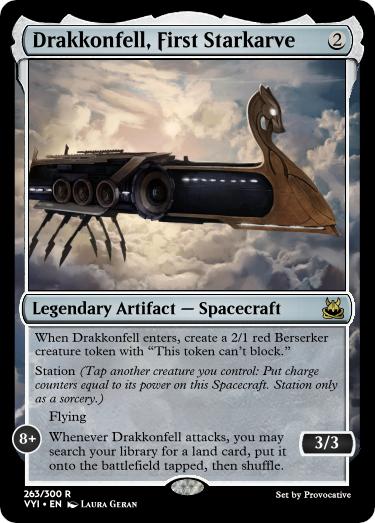 Drakkonfell, First Starkarve 2
Legendary Artifact — Spacecraft
When Drakkonfell enters, create a 2/1 red Berserker
creature token with “This token can’t block.”
Station (Tap another creature you control: Put charge
counters equal to its power on this Spacecraft. Station only
as a sorcery.)
Flying
8+
Whenever Drakkonfell attacks, you may
search your library for a land card, put it
onto the battlefield tapped, then shuffle.
3/3
263/300 R
VYI • EN Laura Geran
Set by Provocative